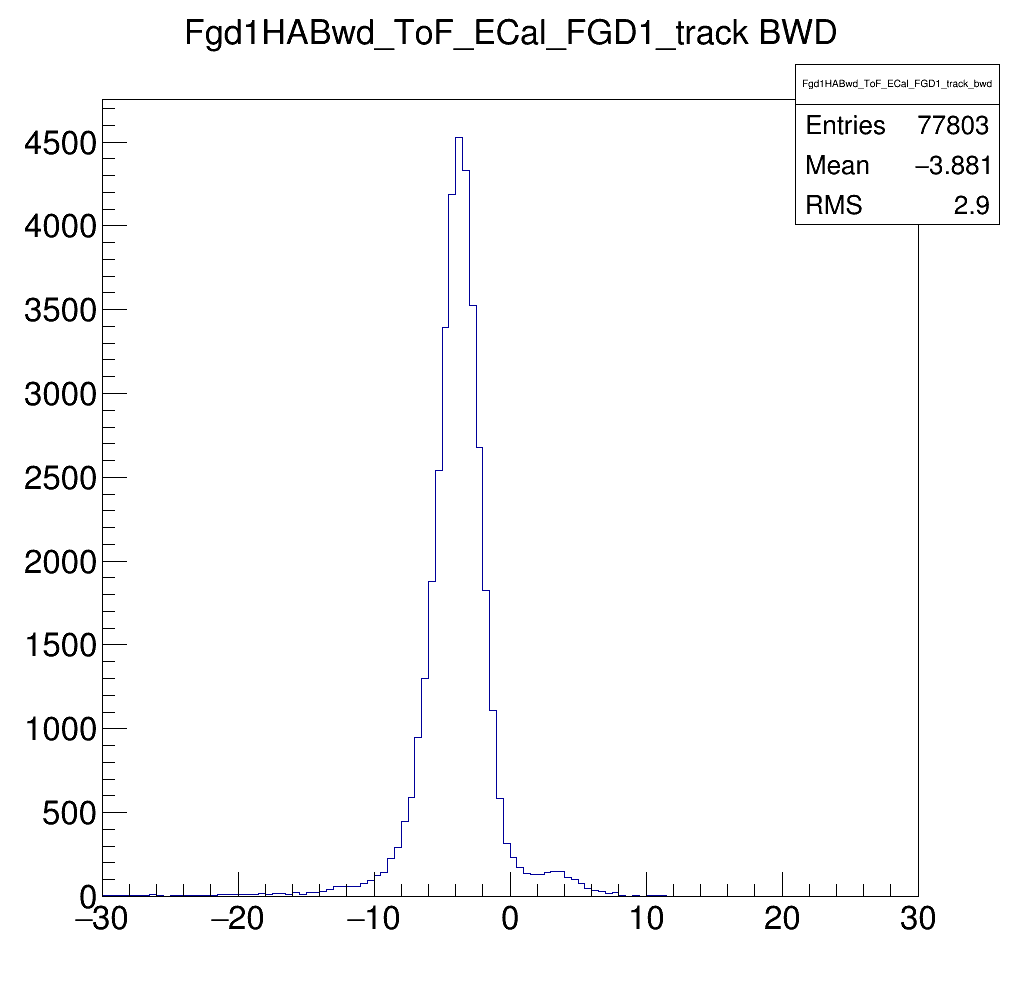 Fgd1HABwd_ToF_ECal_FGD1_track BWD
Fgd1HABwd_ToF_ECal_FGD1_track_bwd
Entries 77803
Mean −3.881
RMS 2.9
4500
4000
3500
3000
2500
2000
1500
1000
500
0
−30 −20 −10 0 10 20 30